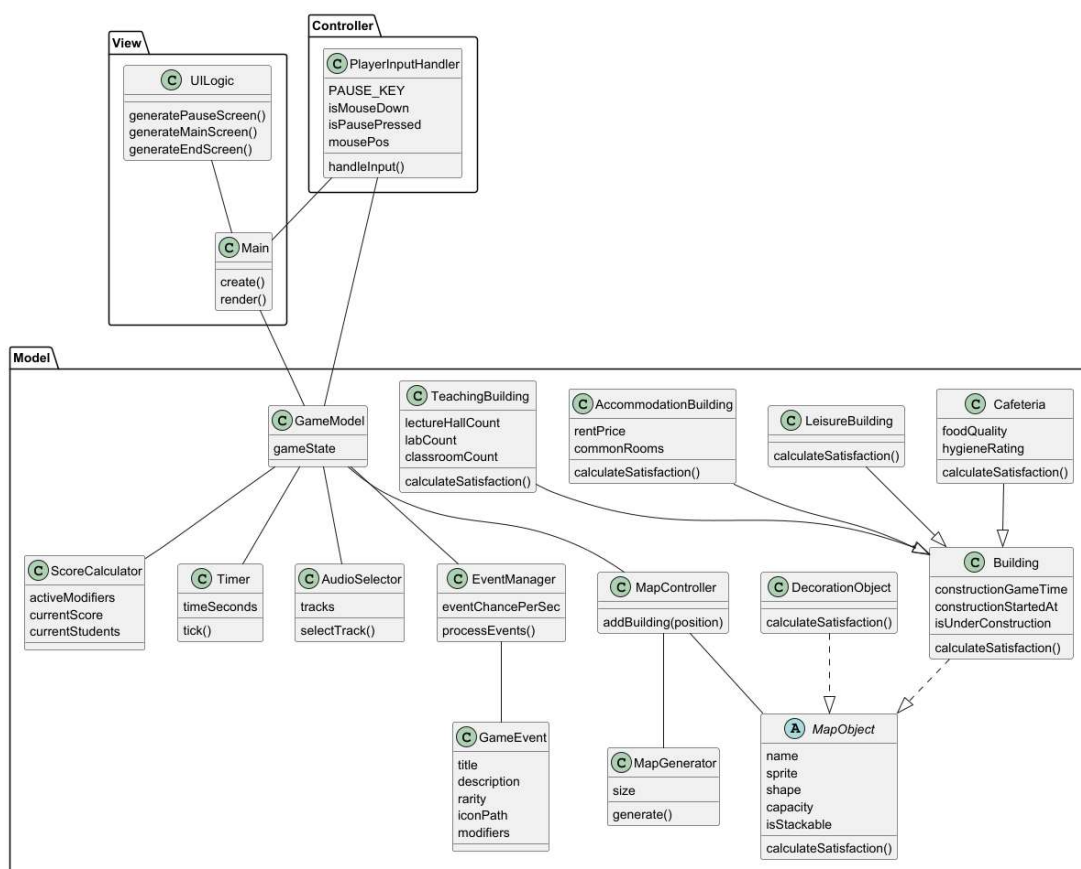 Controller
View
C PlayerInputHandler
PAUSE_KEY
isMouseDown
isPausePressed
mousePos
handleInput()
C UILogic
generatePauseScreen()
generateMainScreen()
generateEndScreen()
C Main
create()
render()
Model
C GameModel
gameState
C TeachingBuilding
lectureHallCount
labCount
classroomCount
calculateSatisfaction()
C AccommodationBuilding
rentPrice
commonRooms
calculateSatisfaction()
C LeisureBuilding
calculateSatisfaction()
C Cafeteria
foodQuality
hygieneRating
calculateSatisfaction()
C ScoreCalculator
activeModifiers
currentScore
currentStudents
C Timer
timeSeconds
tick()
C AudioSelector
tracks
selectTrack()
C EventManager
eventChancePerSec
processEvents()
C MapController
addBuilding(position)
C DecorationObject
calculateSatisfaction()
C Building
constructionGameTime
constructionStartedAt
isUnderConstruction
calculateSatisfaction()
C GameEvent
title
description
rarity
iconPath
modifiers
C MapGenerator
size
generate()
A MapObject
name
sprite
shape
capacity
isStackable
calculateSatisfaction()